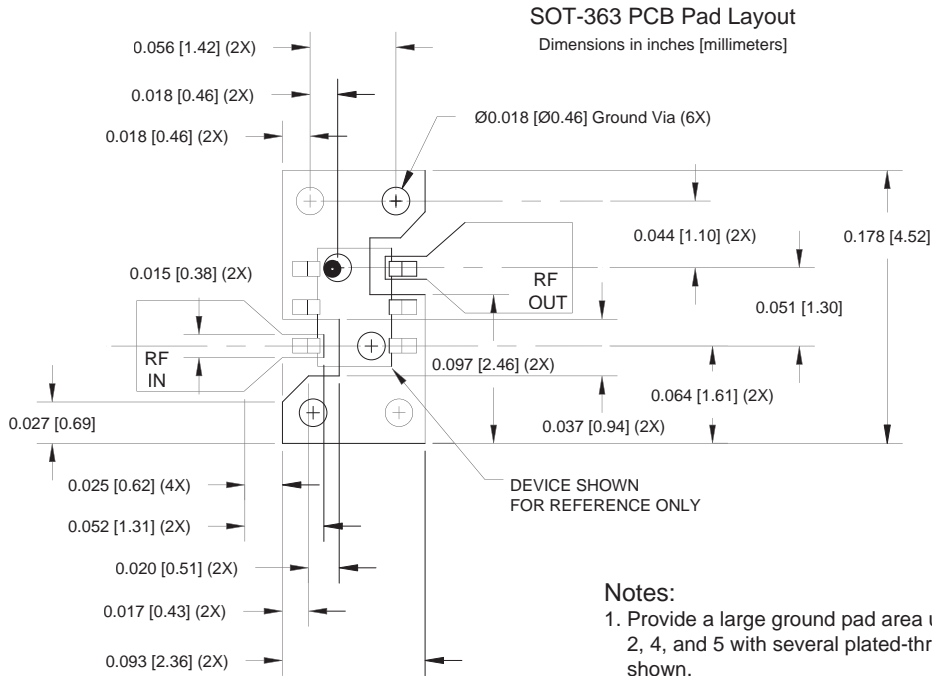 SOT-363 PCB Pad Layout
Dimensions in inches [millimeters]
0.056 [1.42] (2X)
0.018 [0.46] (2X)
0.018 [0.46] (2X)
Ø0.018 [Ø0.46] Ground Via (6X)
0.044 [1.10] (2X)
0.178 [4.52]
0.015 [0.38] (2X)
RF
OUT
0.051 [1.30]
RF
IN
0.097 [2.46] (2X)
0.064 [1.61] (2X)
0.027 [0.69]
0.037 [0.94] (2X)
0.025 [0.62] (4X)
DEVICE SHOWN
FOR REFERENCE ONLY
0.052 [1.31] (2X)
0.020 [0.51] (2X)
0.017 [0.43] (2X)
0.093 [2.36] (2X)
Notes:
1. Provide a large ground pad area
2, 4, and 5 with several
shown.